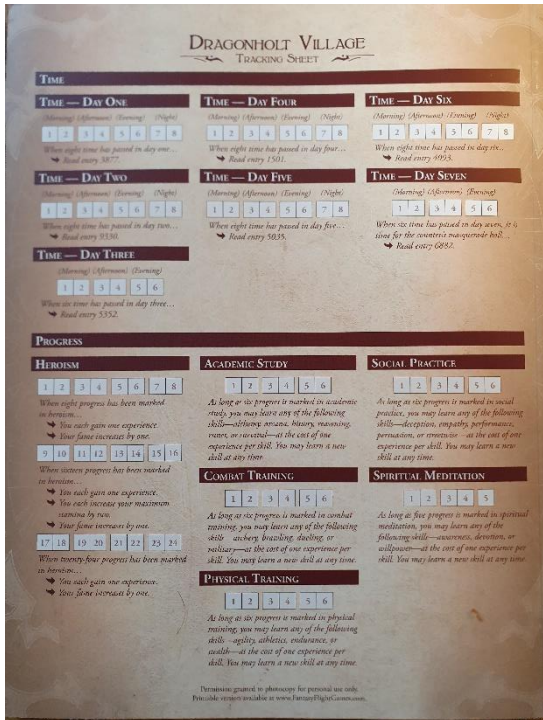 DRAGONHOLT VILLAGE
TRACKING SHEET
TIME
TIME — DAY ONE
(Morning) (Afternoon) (Evening) (Night)
1 2 3 4 5 6 7 8
When eight time has passed in day one...
Read entry 3877.
TIME — DAY TWO
(Morning) (Afternoon) (Evening) (Night)
1 2 3 4 5 6 7 8
When eight time has passed in day two...
Read entry 9330.
TIME — DAY THREE
(Morning) (Afternoon) (Evening)
1 2 3 4 5 6
When six time has passed in day three...
Read entry 5352.
TIME — DAY FOUR
(Morning) (Afternoon) (Evening) (Night)
1 2 3 4 5 6 7 8
When eight time has passed in day four...
Read entry 1501.
TIME — DAY FIVE
(Morning) (Afternoon) (Evening) (Night)
1 2 3 4 5 6 7 8
When eight time has passed in day five...
Read entry 5035.
TIME — DAY SIX
(Morning) (Afternoon) (Evening) (Night)
1 2 3 4 3 6 7 8
When eight time has passed in day six...
Read entry 4093.
TIME — DAY SEVEN
(Morning) (Afternoon) (Evening)
1 2 3 4 5 6
When six time has passed in day seven, it is
time for the countess masquerade ball...
Read entry 6882.
PROGRESS
HEROISM
1 2 3 4 5 6 7 8
When eight progress has been marked
in heroism...
You each gain one experience.
Your fame increases by one.
9 10 11 12 13 14 15 16
When sixteen progress has been marked
in heroism...
You each gain one experience.
You each increase your maximum
stamina by two.
Your fame increases by one.
17 18 19 20 21 22 23 24
When twenty-four progress has been marked
in heroism...
You each gain one experience.
Your fame increases by one.
ACADEMIC STUDY
1 2 3 4 5 6
As long as six progress is marked in academic
study, you may learn any of the following
skills—alchemy, arcana, history, reasoning,
runes, or survival—at the cost of one
experience per skill. You may learn a new
skill at any time.
COMBAT TRAINING
1 2 3 4 5 6
As long as six progress is marked in combat
training, you may learn any of the following
skills—archery, brawling, dueling, or
military—at the cost of one experience per
skill. You may learn a new skill at any time.
PHYSICAL TRAINING
1 2 3 4 5 6
As long as six progress is marked in physical
training, you may learn any of the following
skills—agility, athletics, endurance, or
stealth—at the cost of one experience per
skill. You may learn a new skill at any time.
SOCIAL PRACTICE
1 2 3 4 5 6
As long as six progress is marked in social
practice, you may learn any of the following
skills—deception, empathy, performance,
persuasion, or streetwise—at the cost of one
experience per skill. You may learn a new
skill at any time.
SPIRITUAL MEDITATION
1 2 3 4 5
As long as five progress is marked in spiritual
meditation, you may learn any of the
following skills—awareness, devotion, or
willpower—at the cost of one experience per
skill. You may learn a new skill at any time.
Permission granted to photocopy for personal use only.
Printable version available at www.FantasyFlightGames.com.